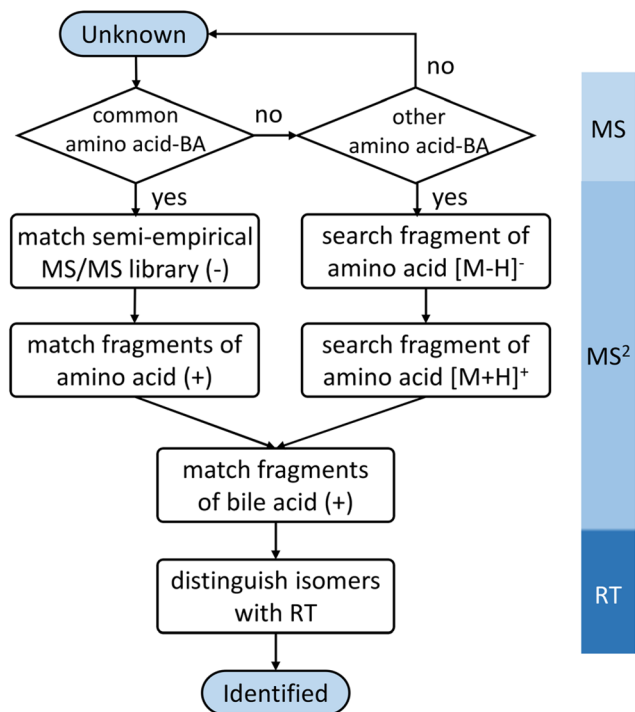 Unknown
no
common
amino acid-BA
no
other
amino acid-BA
MS
yes
yes
match semi-empirical
MS/MS library (-)
search fragment of
amino acid [M-H]⁻
match fragments of
amino acid (+)
search fragment of
amino acid [M+H]⁺
MS²
match fragments
of bile acid (+)
distinguish isomers
with RT
RT
Identified